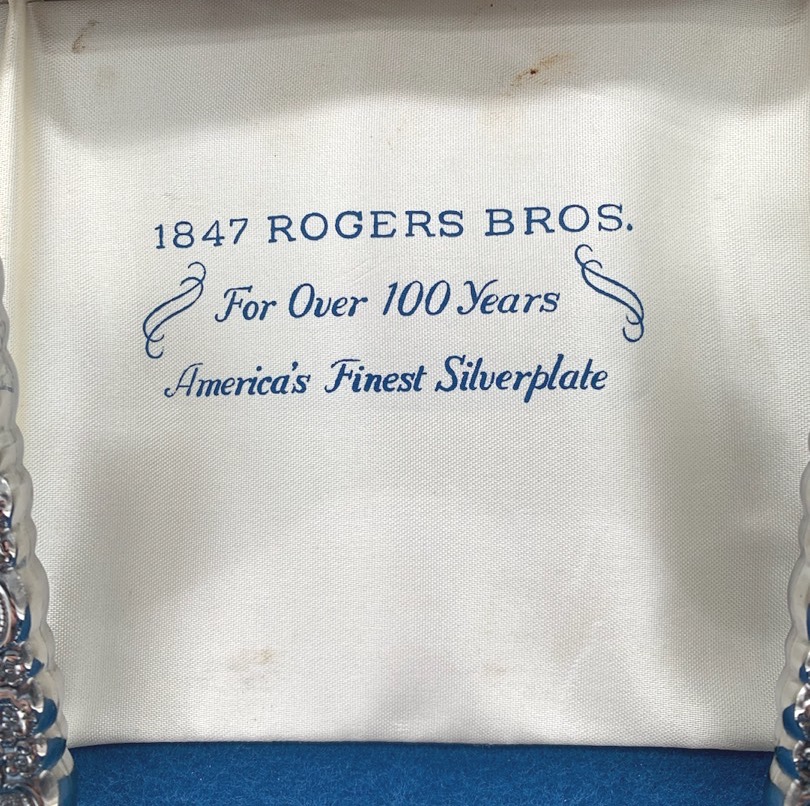 1847 ROGERS BROS.
For Over 100 Years
America's Finest Silverplate